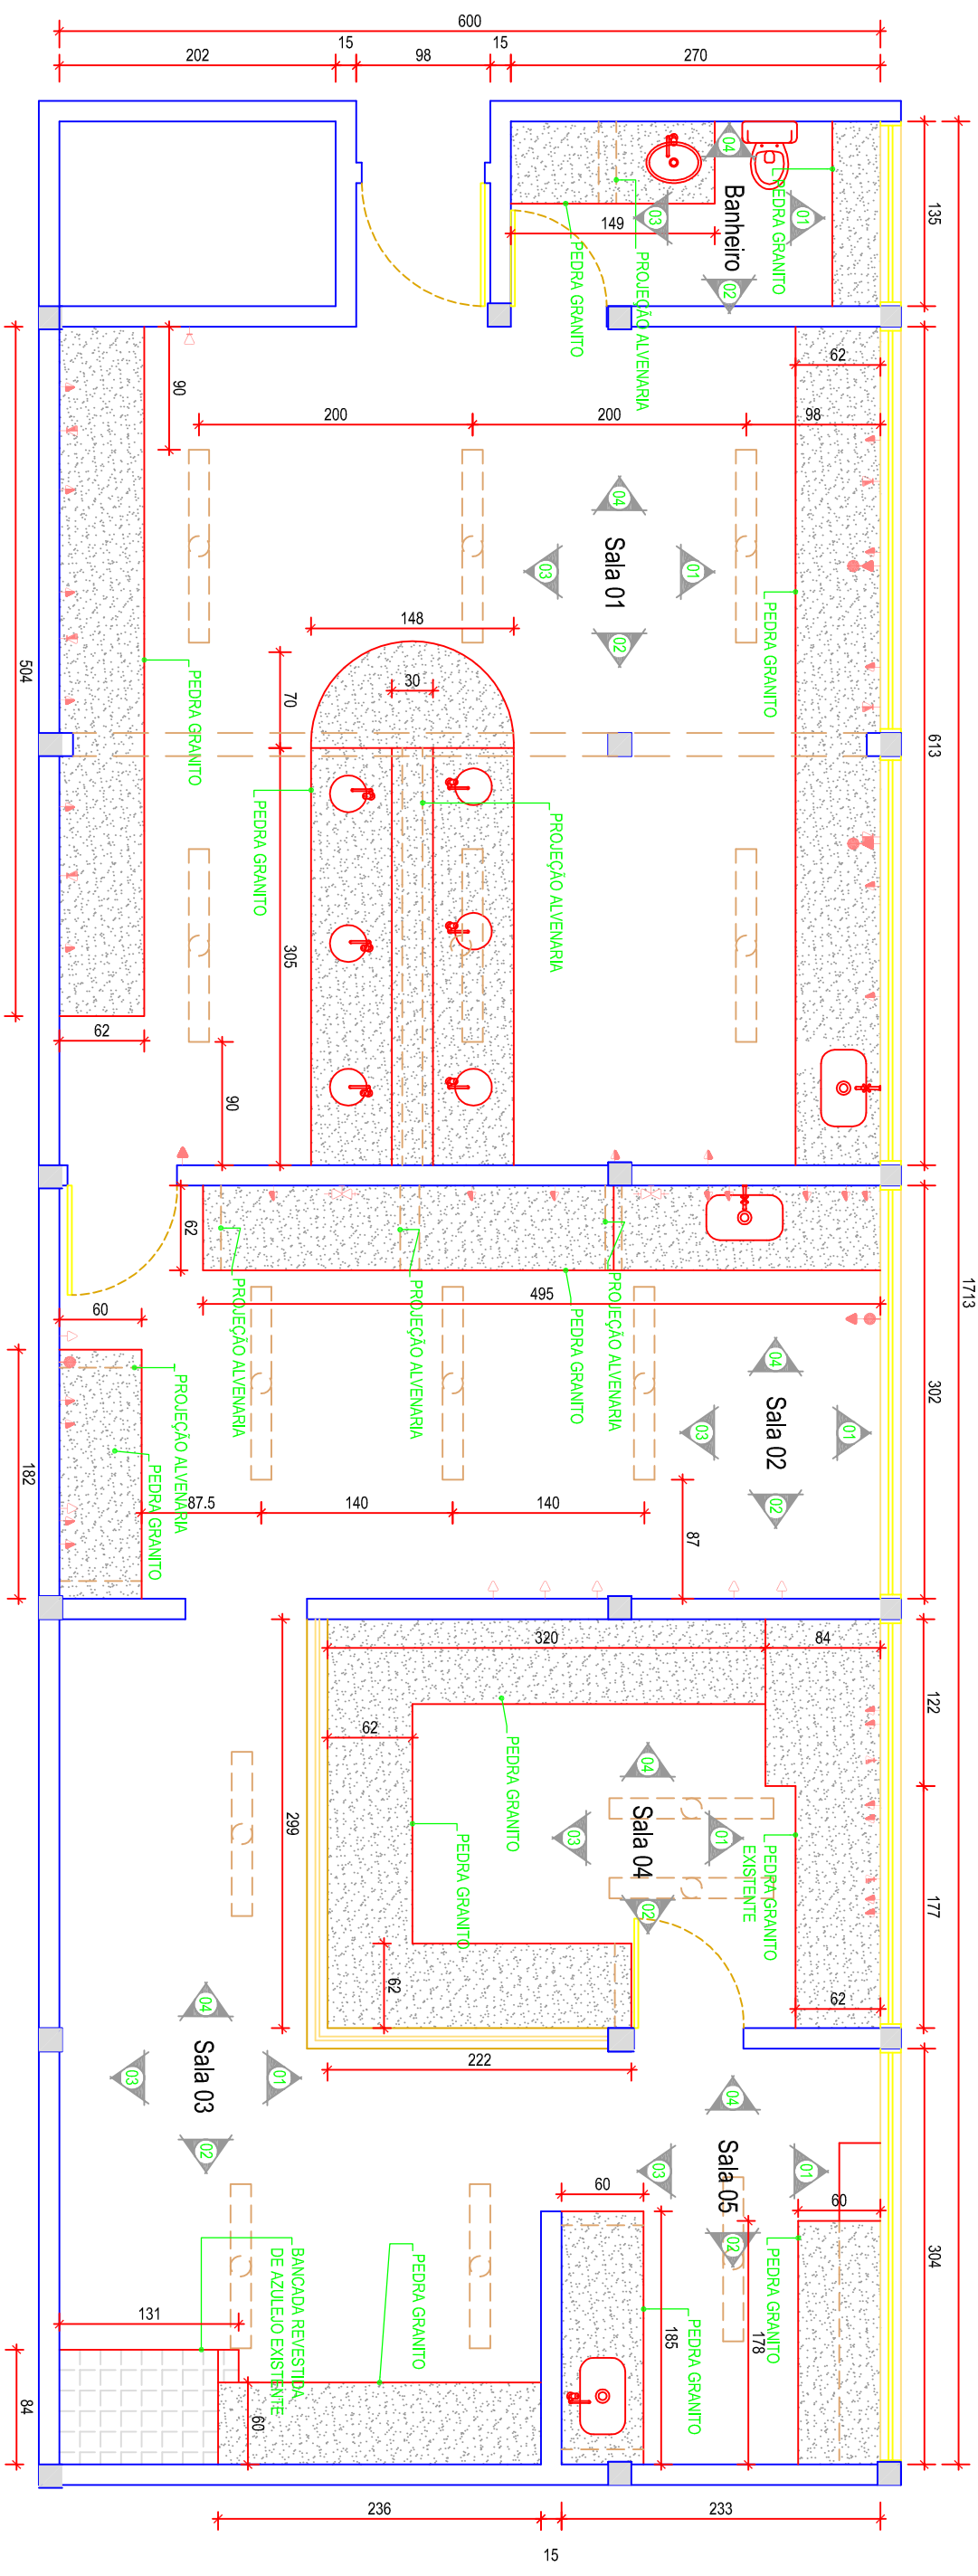 600
202
15
98
15
270
135
1713
04
PEDRA GRANITO
01
Banheiro
03
149
02
PEDRA GRANITO
PROJEÇÃO ALVENARIA
62
90
200
200
98
04
Sala 01
01
03
02
PEDRA GRANITO
148
30
70
504
PEDRA GRANITO
613
PEDRA GRANITO
PROJEÇÃO ALVENARIA
305
62
90
62
60
495
PROJEÇÃO ALVENARIA
PROJEÇÃO ALVENARIA
PEDRA GRANITO
PROJEÇÃO ALVENARIA
04
302
Sala 02
01
03
02
182
PROJEÇÃO ALVENARIA
PEDRA GRANITO
87.5
140
140
87
320
84
122
62
PEDRA GRANITO
04
Sala 04
01
03
02
299
PEDRA GRANITO
PEDRA GRANITO
EXISTENTE
177
62
62
222
04
Sala 03
01
03
02
04
Sala 05
01
03
02
60
60
304
BANCADA REVESTIDA
DE AZULEJO EXISTENTE
PEDRA GRANITO
PEDRA GRANITO
PEDRA GRANITO
131
185
178
84
60
236
15
233